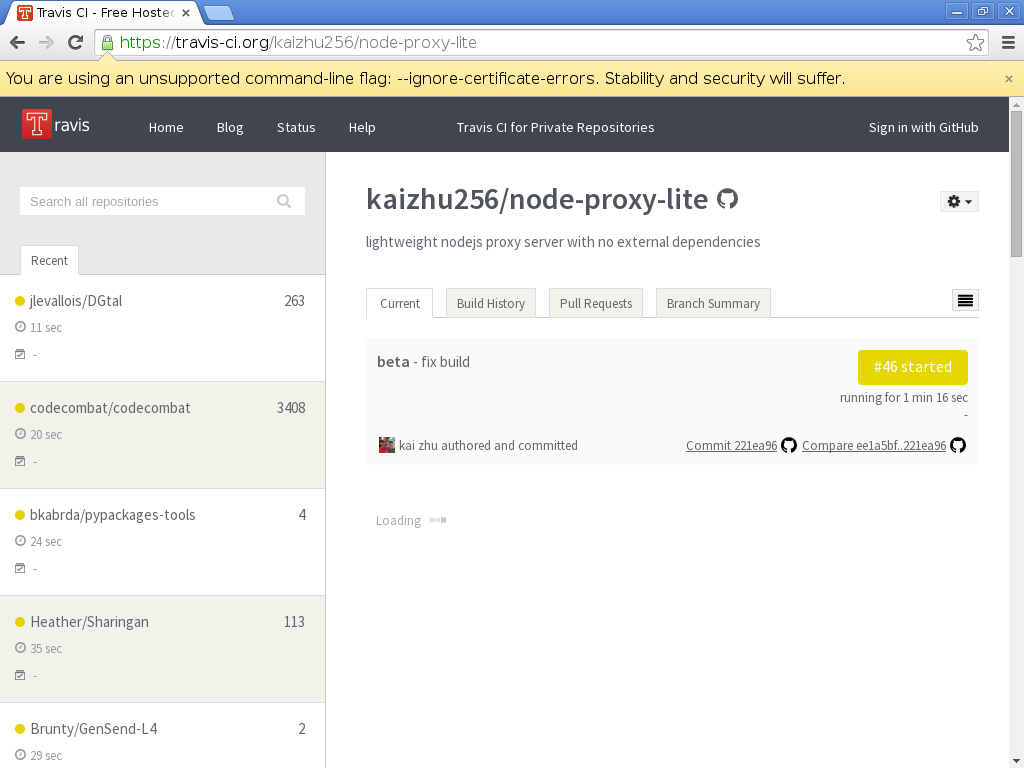 Travis CI - Free Hosted
https://travis-ci.org/kaizhu256/node-proxy-lite
You are using an unsupported command-line flag: --ignore-certificate-errors. Stability and security will suffer.
Travis Home Blog Status Help Travis CI for Private Repositories Sign in with GitHub
Search all repositories
Recent
jlevallois/DGtal 263
11 sec
-
codecombat/codecombat 3408
20 sec
-
bkabrda/pypackages-tools 4
24 sec
-
Heather/Sharingan 113
35 sec
-
Brunty/GenSend-L4 2
29 sec
kaizhu256/node-proxy-lite
lightweight nodejs proxy server with no external dependencies
Current Build History Pull Requests Branch Summary
beta - fix build #46 started
running for 1 min 16 sec
-
kai zhu authored and committed Commit 221ea96 Compare ee1a5bf..221ea96
Loading